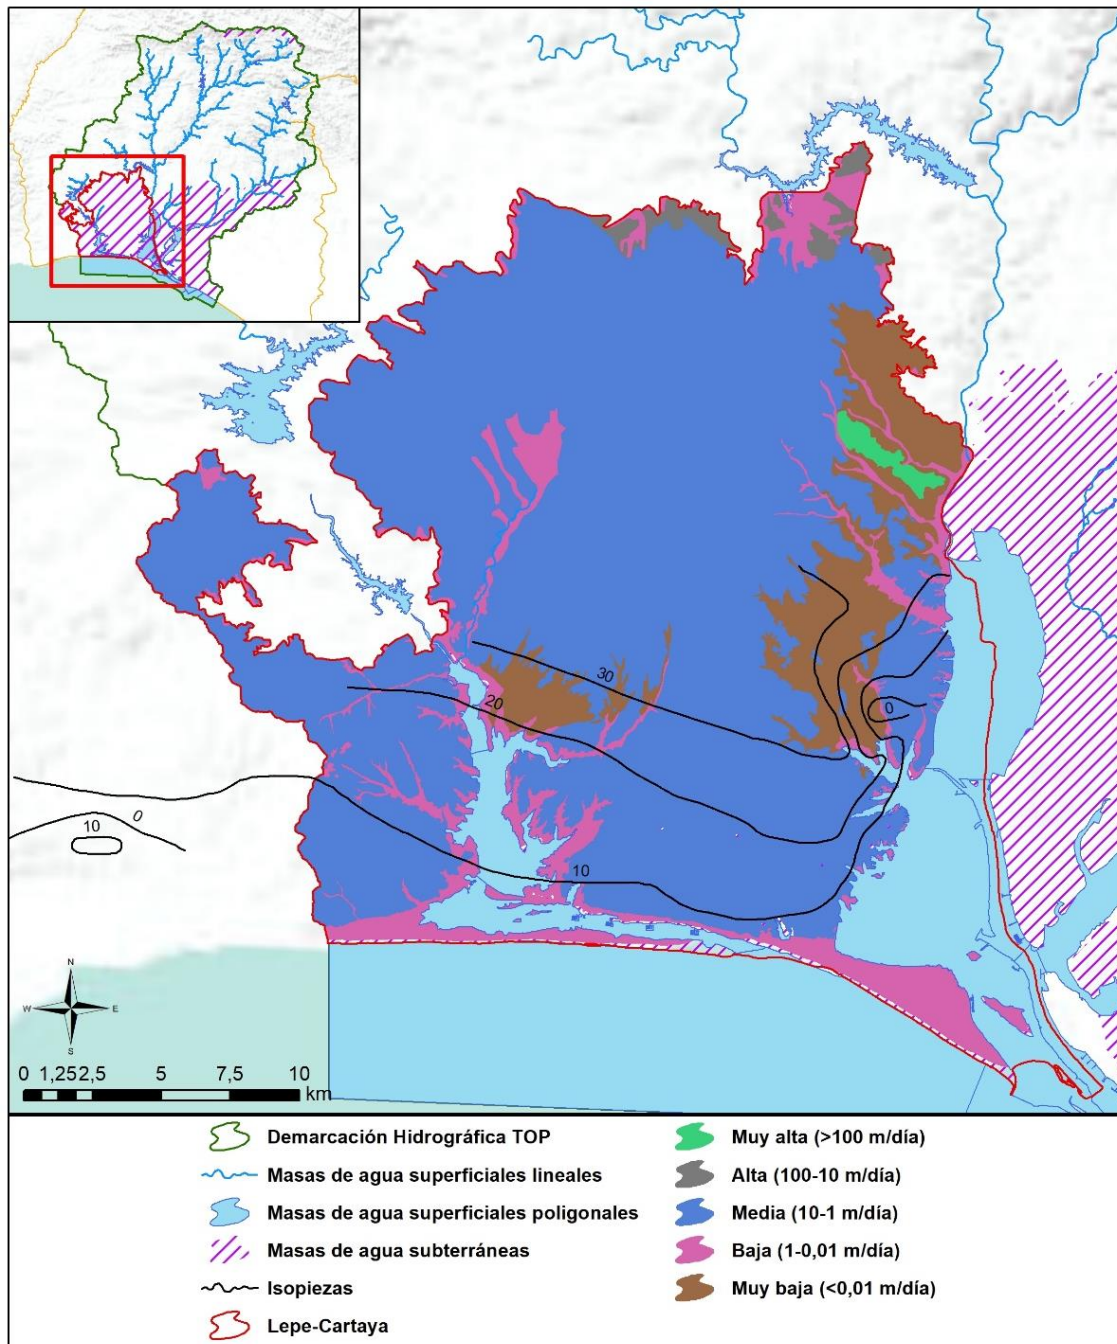 30
20
0
0
10
10
N
W
E
S
0 1,25 2,5 5 7,5 10
km
Demarcación Hidrográfica TOP
Masas de agua superficiales lineales
Masas de agua superficiales poligonales
Masas de agua subterráneas
Isopiezas
Lepe-Cartaya
Muy alta (>100 m/día)
Alta (100-10 m/día)
Media (10-1 m/día)
Baja (1-0,01 m/día)
Muy baja (<0,01 m/día)